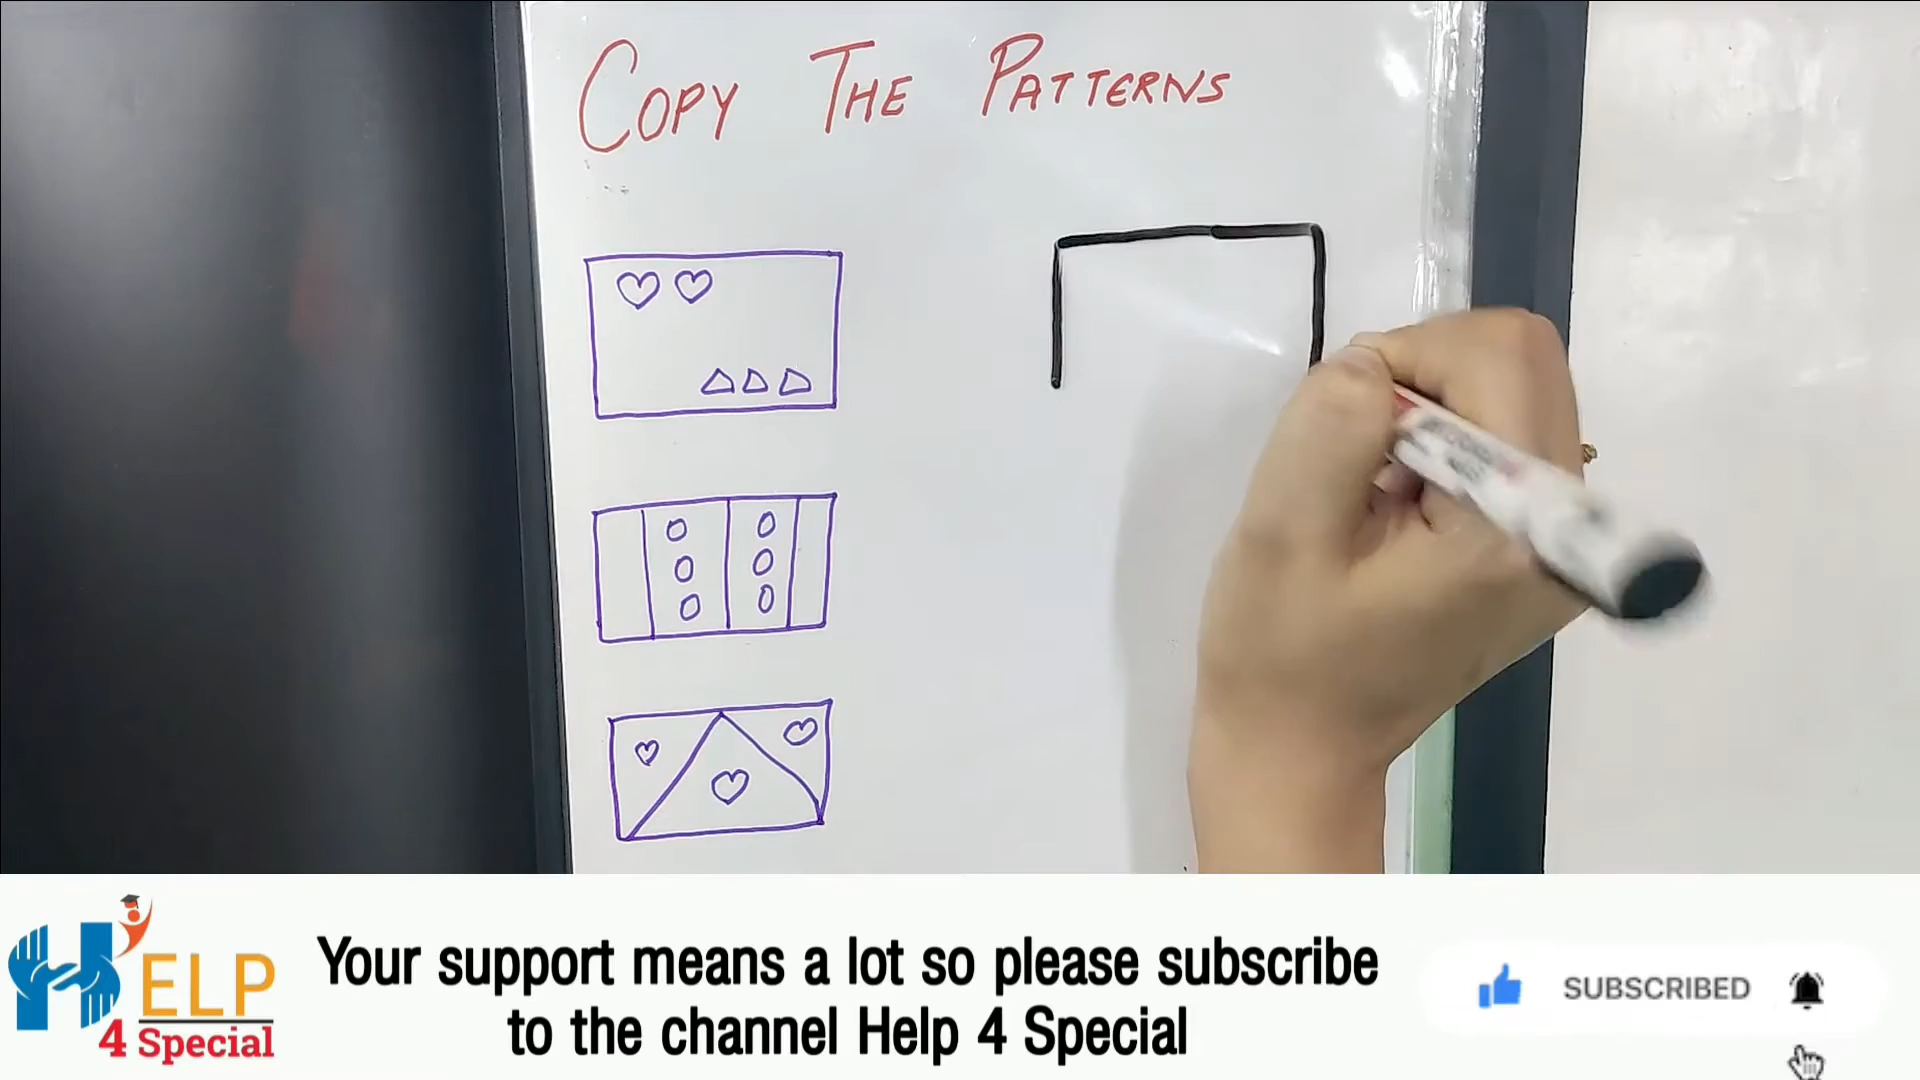 COPY THE PATTERNS
HELP
4 Special
Your support means a lot so please subscribe
to the channel Help 4 Special
SUBSCRIBED